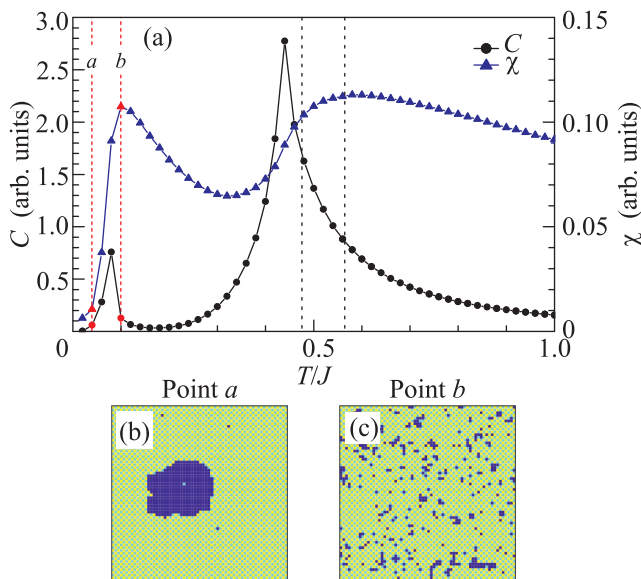 (a)
a b
C
χ
3.0
2.5
2.0
1.5
1.0
0.5
0
C (arb. units)
0.15
0.10
0.05
0
χ (arb. units)
0 0.5 1.0
T/J
Point a Point b
(b) (c)